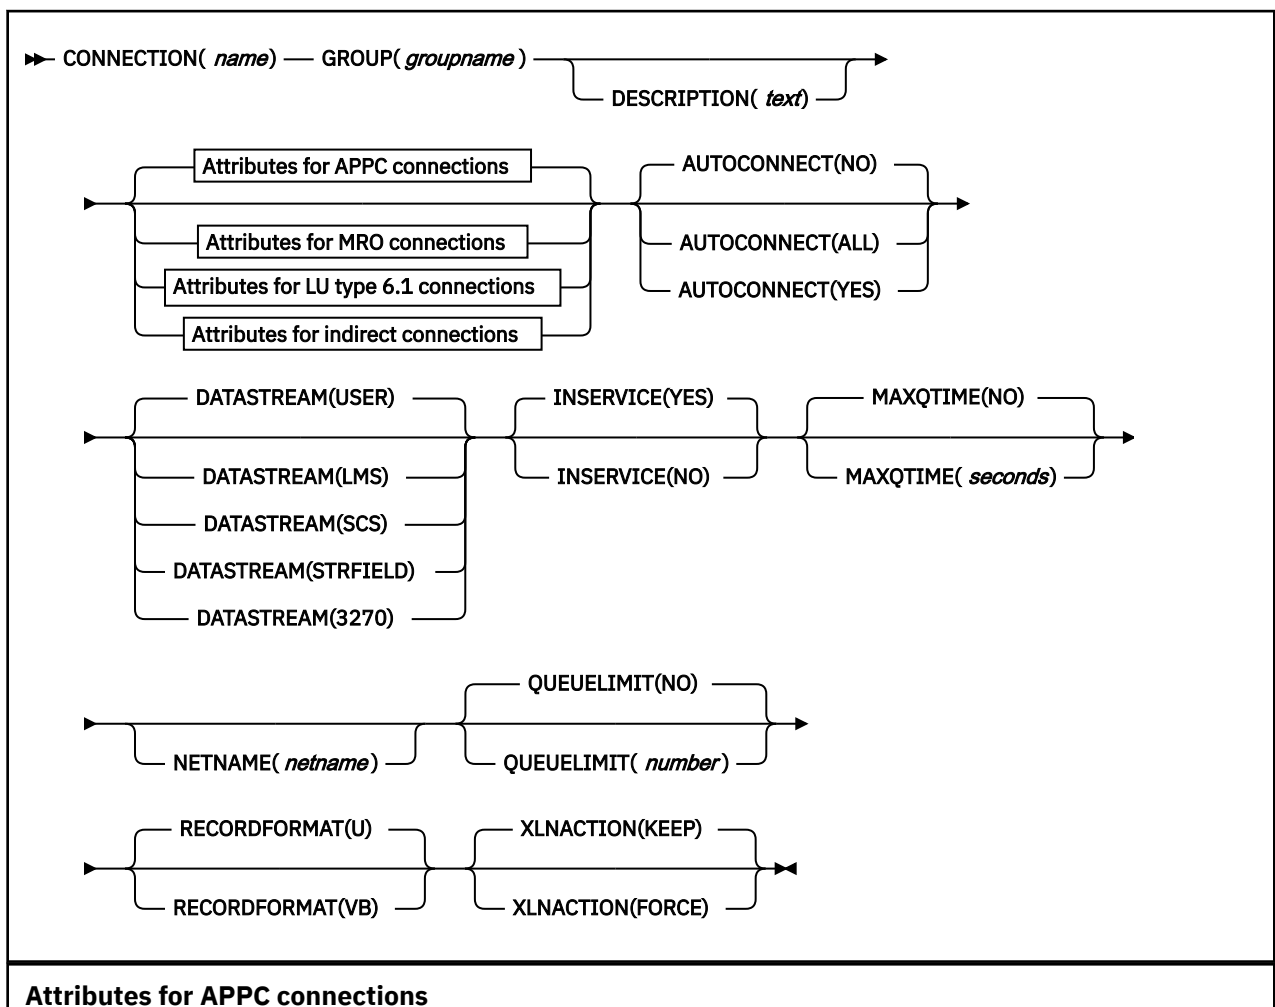 CONNECTION( name) GROUP( groupname )
DESCRIPTION( text)
Attributes for APPC connections
Attributes for MRO connections
Attributes for LU type 6.1 connections
Attributes for indirect connections
AUTOCONNECT(NO)
AUTOCONNECT(ALL)
AUTOCONNECT(YES)
DATASTREAM(USER)
DATASTREAM(LMS)
DATASTREAM(SCS)
DATASTREAM(STRFIELD)
DATASTREAM(3270)
INSERVICE(YES)
INSERVICE(NO)
MAXQTIME(NO)
MAXQTIME( seconds)
NETNAME( netname )
QUEUELIMIT(NO)
QUEUELIMIT( number )
RECORDFORMAT(U)
RECORDFORMAT(VB)
XLNACTION(KEEP)
XLNACTION(FORCE)
Attributes for APPC connections